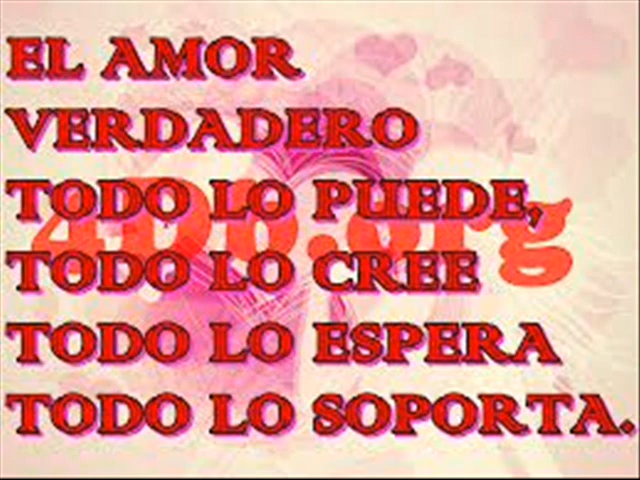 EL AMOR
VERDADERO
TODO LO PUEDE,
TODO LO CREE
TODO LO ESPERA
TODO LO SOPORTA.